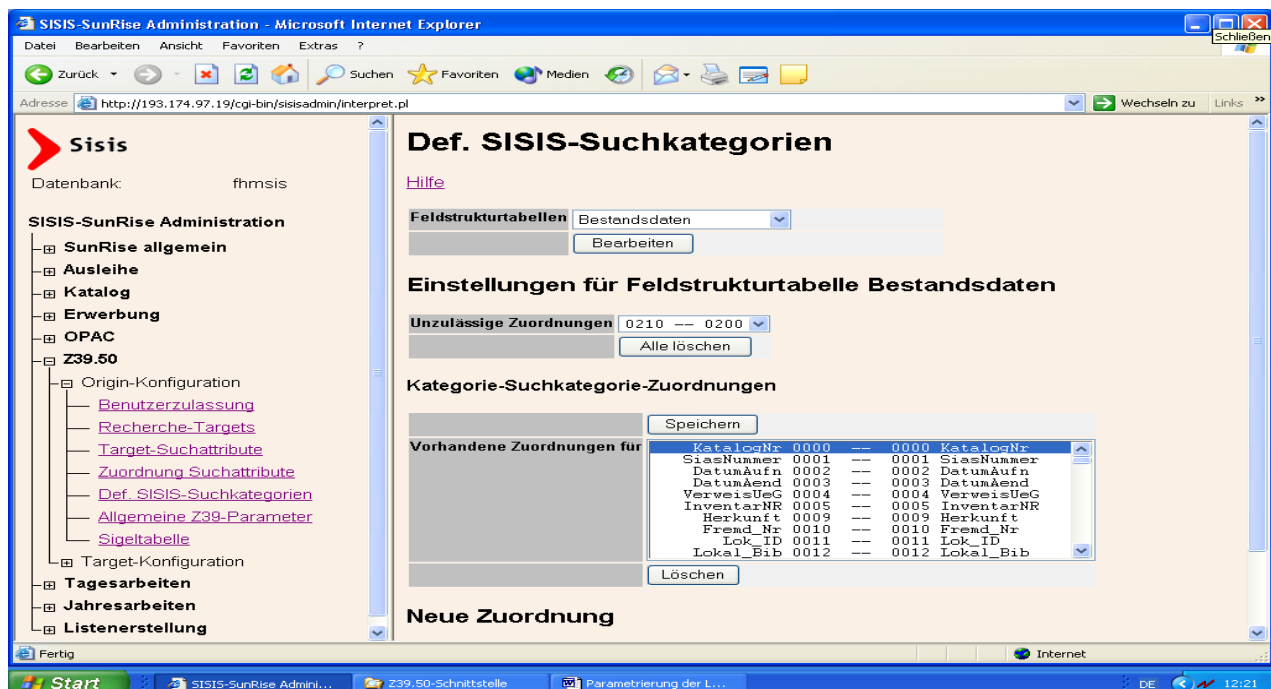 SISIS-SunRise Administration - Microsoft Internet Explorer
Schließen
Datei Bearbeiten Ansicht Favoriten Extras ?
Zurück Suchen Favoriten Medien
Adresse http://193.174.97.19/cgi-bin/sisisadmin/interpret.pl Wechseln zu Links »
Sisis
Datenbank: fhmsis
SISIS-SunRise Administration
SunRise allgemein
Ausleihe
Katalog
Erwerbung
OPAC
Z39.50
Origin-Konfiguration
Benutzerzulassung
Recherche-Targets
Target-Suchattribute
Zuordnung Suchattribute
Def. SISIS-Suchkategorien
Allgemeine Z39-Parameter
Sigeltabelle
Target-Konfiguration
Tagesarbeiten
Jahresarbeiten
Listenerstellung
Def. SISIS-Suchkategorien
Hilfe
Feldstrukturtabellen Bestandsdaten
Bearbeiten
Einstellungen für Feldstrukturtabelle Bestandsdaten
Unzulässige Zuordnungen 0210 -- 0200
Alle löschen
Kategorie-Suchkategorie-Zuordnungen
Speichern
Vorhandene Zuordnungen für
KatalogNr 0000 -- 0000 KatalogNr
SiasNummer 0001 -- 0001 SiasNummer
DatumAufn 0002 -- 0002 DatumAufn
DatumAend 0003 -- 0003 DatumAend
VerweisUeG 0004 -- 0004 VerweisUeG
InventarNR 0005 -- 0005 InventarNR
Herkunft 0009 -- 0009 Herkunft
Fremd_Nr 0010 -- 0010 Fremd_Nr
Lok_ID 0011 -- 0011 Lok_ID
Lokal_Bib 0012 -- 0012 Lokal_Bib
Löschen
Neue Zuordnung
Fertig Internet
Start SISIS-SunRise Admini... Z39.50-Schnittstelle Parametrierung der L... DE 12:21